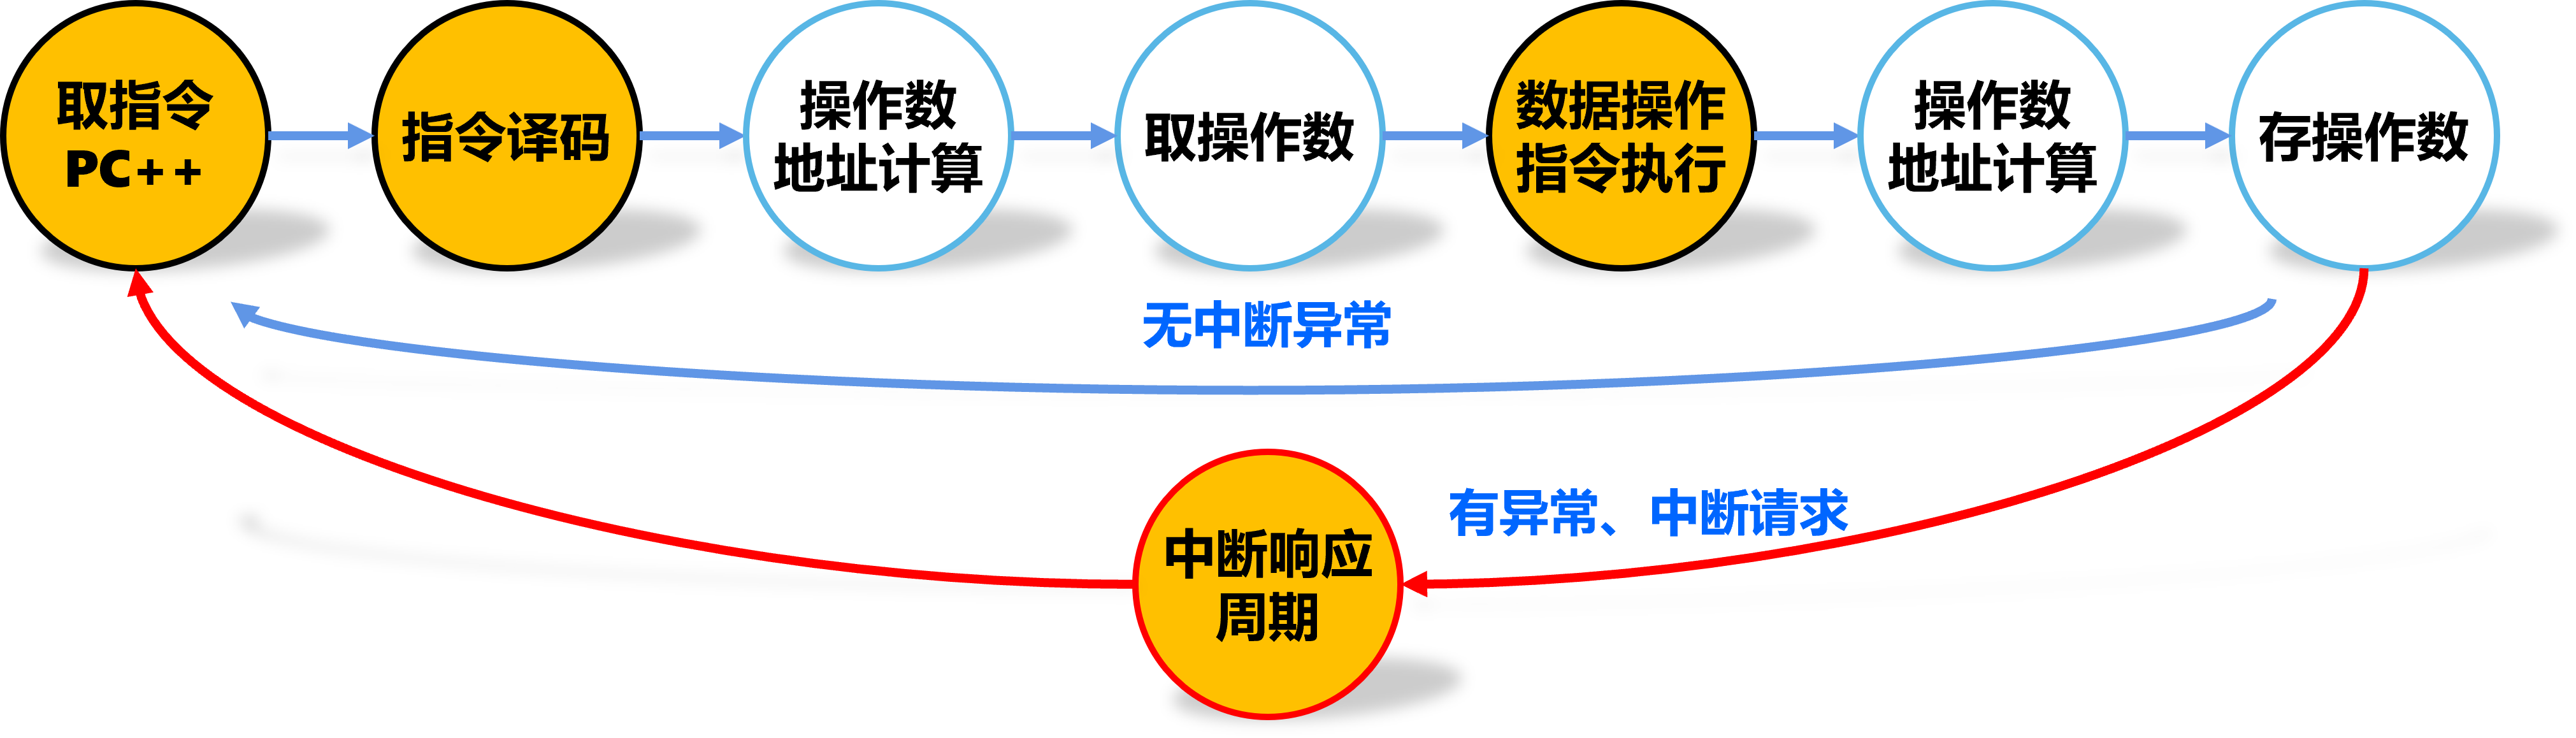 取指令
PC++
指令译码
操作数
地址计算
取操作数
数据操作
指令执行
操作数
地址计算
存操作数
无中断异常
有异常、中断请求
中断响应
周期